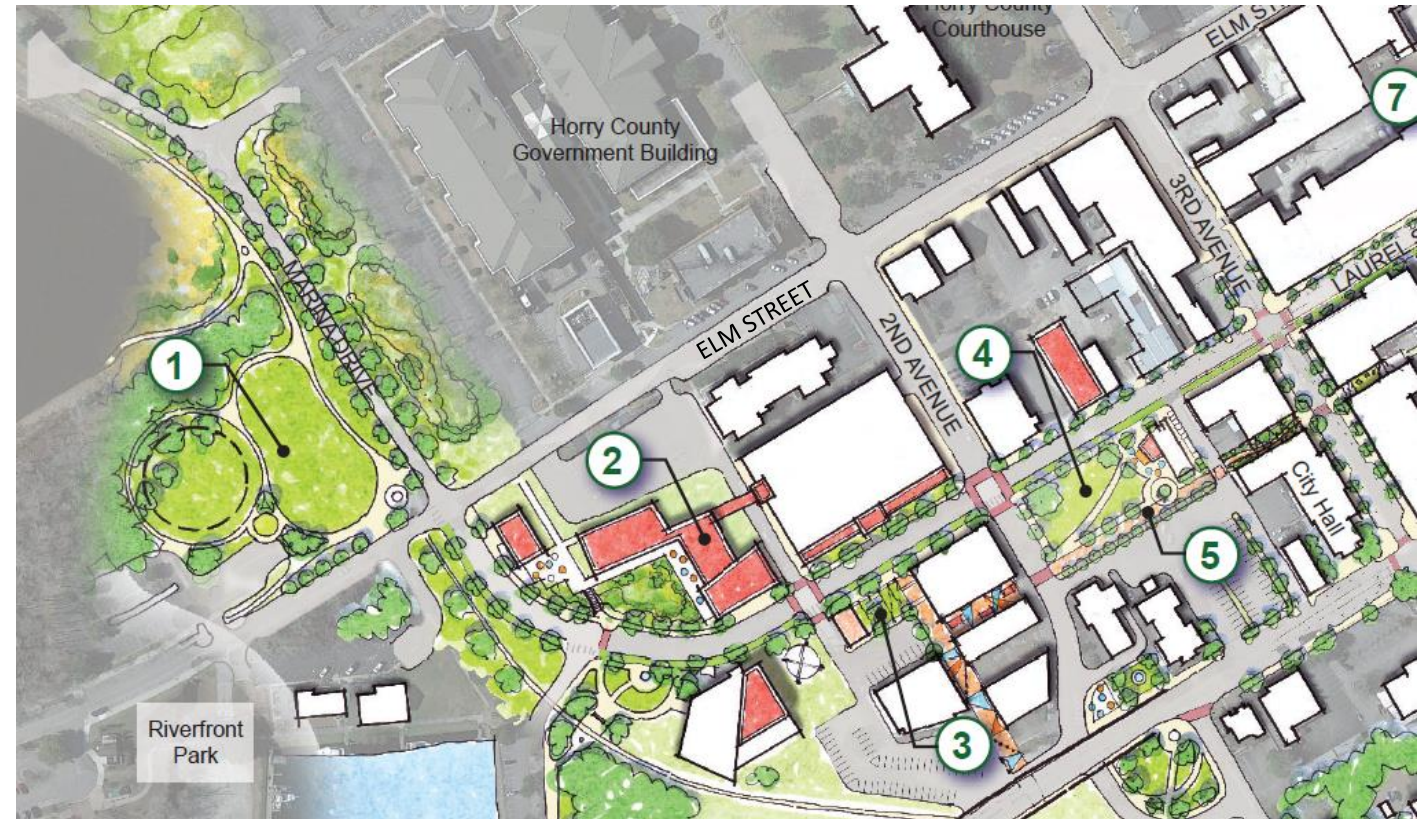 Horry County
Courthouse
ELM ST
7
Horry County
Government Building
3RD AVENUE
LAUREL S
MARINA DRIVE
1
ELM STREET
2ND AVENUE
4
2
City Hall
5
3
Riverfront
Park